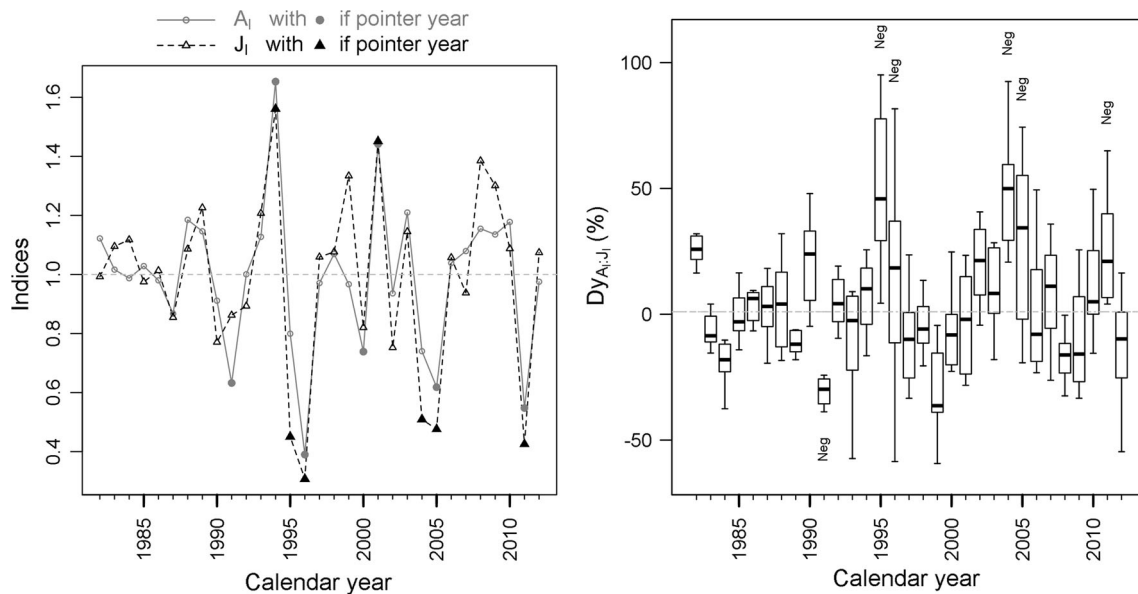 A_I with ● if pointer year
J_I with ▲ if pointer year
Indices
1.6
1.4
1.2
1.0
0.8
0.6
0.4
1985
1990
1995
2000
2005
2010
Calendar year
Dy_{A_I:J_I} (%)
100
50
0
-50
Neg
Neg
Neg
Neg
Neg
Neg
1985
1990
1995
2000
2005
2010
Calendar year